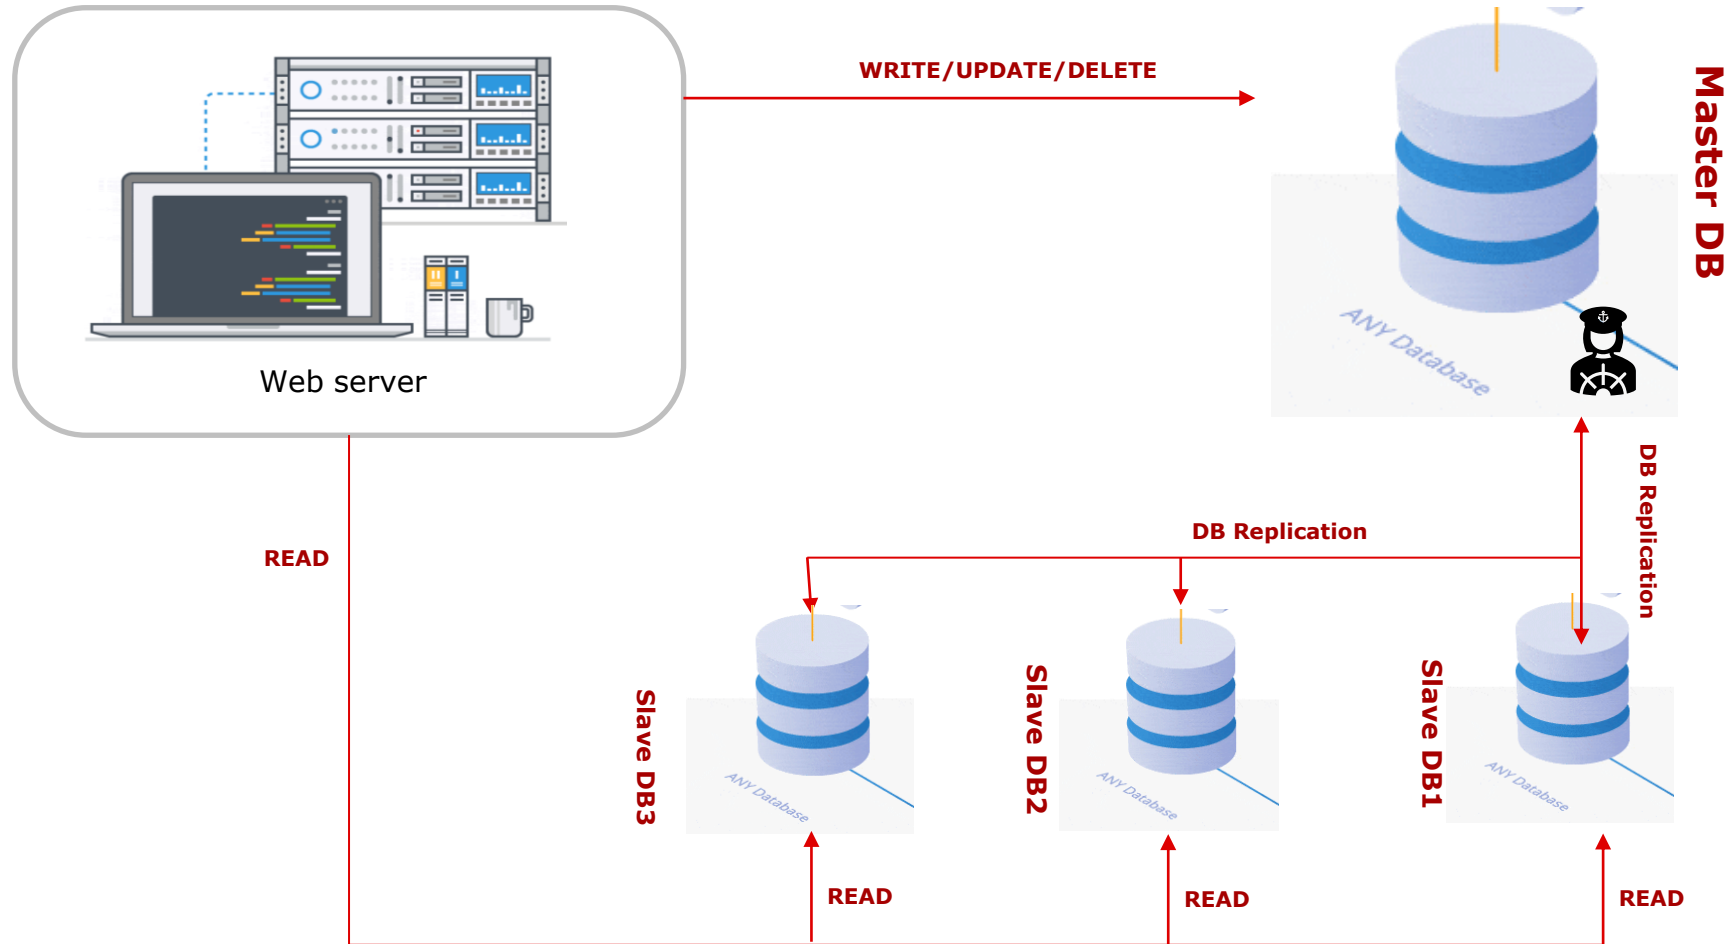 WRITE/UPDATE/DELETE
Master DB
ANY Database
Web server
DB Replication
DB Replication
READ
Slave DB3
Slave DB2
Slave DB1
ANY Database
ANY Database
ANY Database
READ
READ
READ